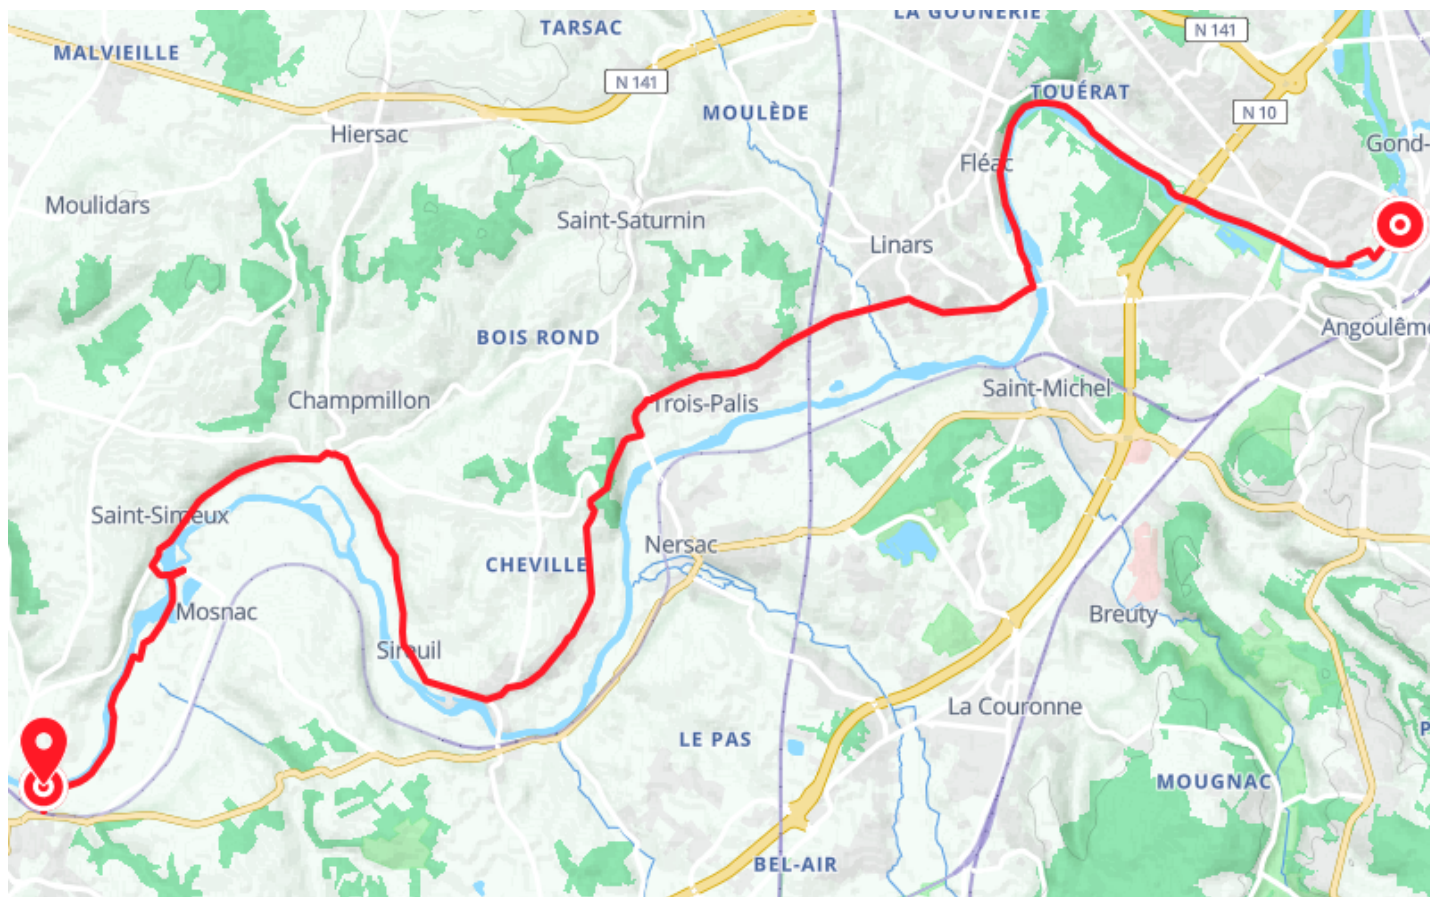 LA GOUNERIE
TARSAC
N 141
MALVIEILLE
N 141
TOUÉRAT
MOULÈDE
N 10
Hiersac
Gond-
Fléac
Moulidars
Saint-Saturnin
Linars
Angoulême
BOIS ROND
Saint-Michel
Champmillon
Trois-Palis
Saint-Simeux
Nersac
CHEVILLE
Mosnac
Breuty
Sireuil
La Couronne
LE PAS
P
MOUGNAC
BEL-AIR